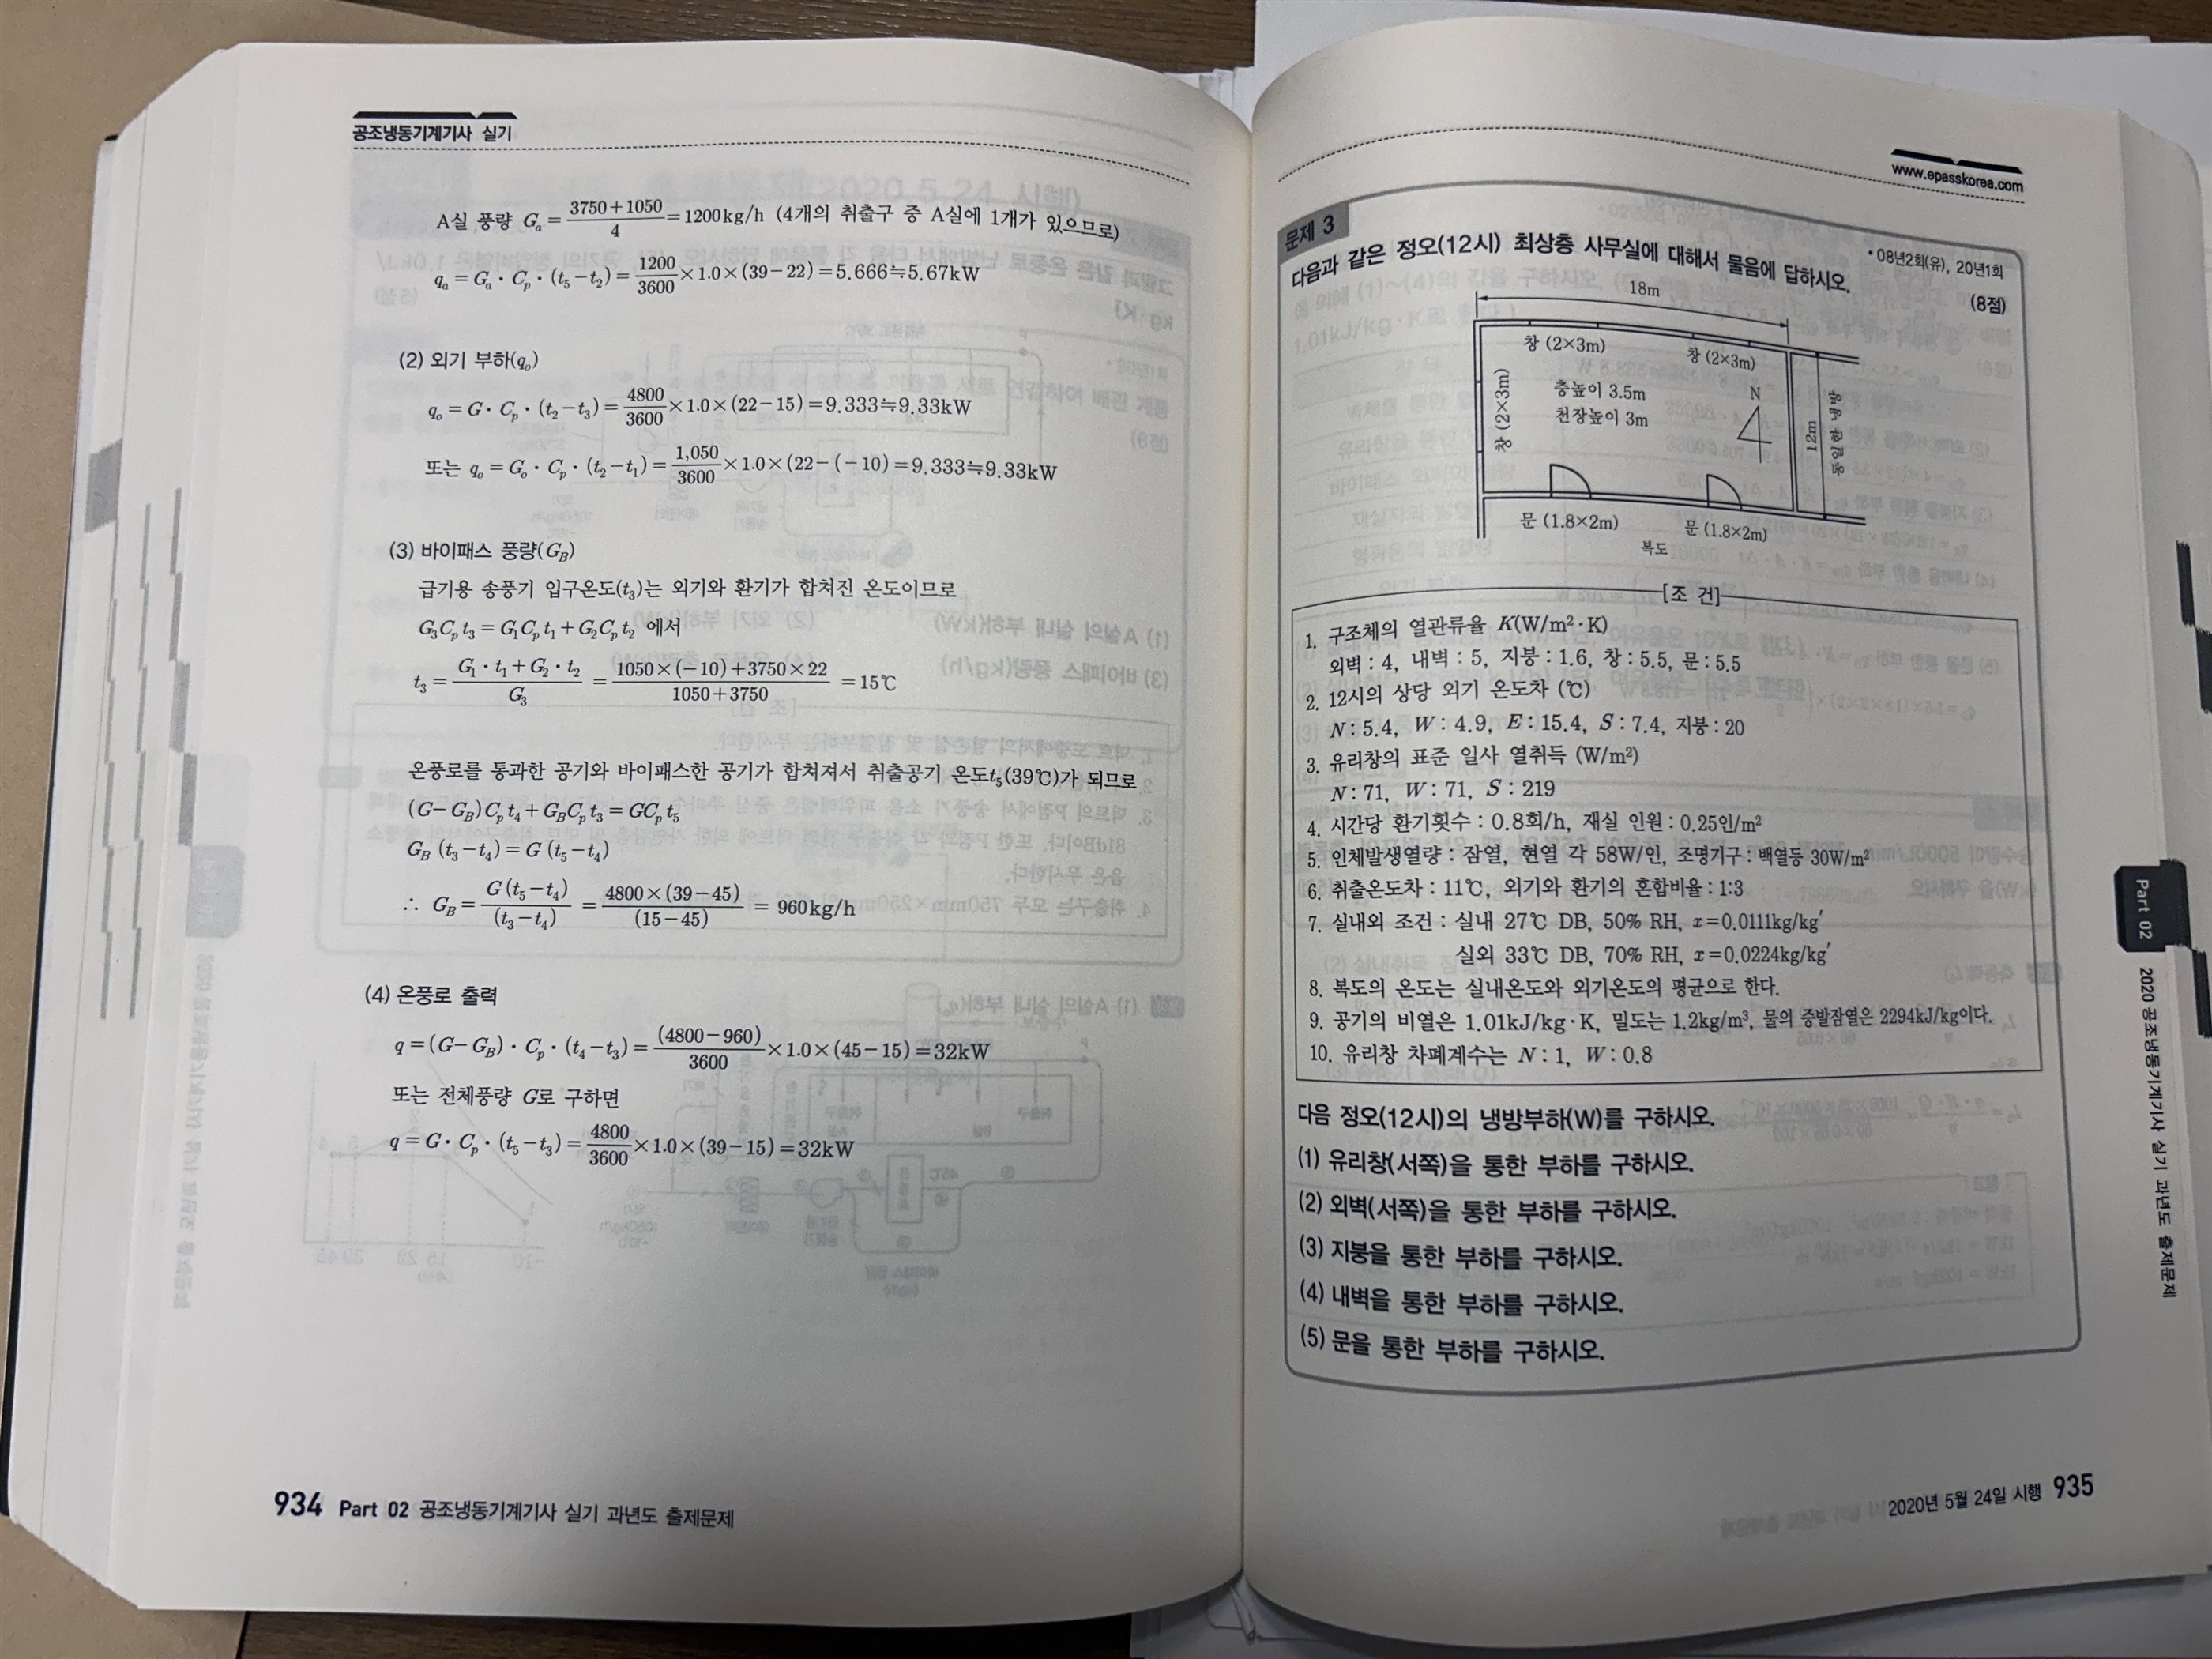 공조냉동기계기사 실기
A실 풍량 Gₐ = (3750+1050)/4 = 1200kg/h (4개의 취출구 중 A실에 1개가 있으므로)
qₐ = Gₐ · Cₚ · (t₅ − t₂) = 1200/3600 × 1.0 × (39 − 22) = 5.666 ≒ 5.67kW
(2) 외기 부하(qₒ)
qₒ = G · Cₚ · (t₂ − t₃) = 4800/3600 × 1.0 × (22 − 15) = 9.333 ≒ 9.33kW
또는 qₒ = Gₒ · Cₚ · (t₂ − t₁) = 1,050/3600 × 1.0 × (22 − (−10) = 9.333 ≒ 9.33kW
(3) 바이패스 풍량(G_B)
급기용 송풍기 입구온도(t₃)는 외기와 환기가 합쳐진 온도이므로
G₃Cₚt₃ = G₁Cₚt₁ + G₂Cₚt₂ 에서
t₃ = (G₁ · t₁ + G₂ · t₂)/G₃ = (1050 × (−10) + 3750 × 22)/(1050 + 3750) = 15℃
온풍로를 통과한 공기와 바이패스한 공기가 합쳐져서 취출공기 온도t₅(39℃)가 되므로
(G − G_B)Cₚt₄ + G_BCₚt₃ = GCₚt₅
G_B (t₃ − t₄) = G (t₅ − t₄)
∴ G_B = G(t₅ − t₄)/(t₃ − t₄) = 4800 × (39 − 45)/(15 − 45) = 960kg/h
(4) 온풍로 출력
q = (G − G_B) · Cₚ · (t₄ − t₃) = (4800 − 960)/3600 × 1.0 × (45 − 15) = 32kW
또는 전체풍량 G로 구하면
q = G · Cₚ · (t₅ − t₃) = 4800/3600 × 1.0 × (39 − 15) = 32kW
934 Part 02 공조냉동기계기사 실기 과년도 출제문제
www.epasskorea.com
문제 3
• 08년2회(유), 20년1회
다음과 같은 정오(12시) 최상층 사무실에 대해서 물음에 답하시오.
(8점)
18m
창 (2×3m)
창 (2×3m)
창 (2×3m)
층높이 3.5m
천장높이 3m
N
12m
동일한 냉방
문 (1.8×2m)
문 (1.8×2m)
복도
[조 건]
1. 구조체의 열관류율 K(W/m²·K)
외벽 : 4, 내벽 : 5, 지붕 : 1.6, 창 : 5.5, 문 : 5.5
2. 12시의 상당 외기 온도차 (℃)
N : 5.4, W : 4.9, E : 15.4, S : 7.4, 지붕 : 20
3. 유리창의 표준 일사 열취득 (W/m²)
N : 71, W : 71, S : 219
4. 시간당 환기횟수 : 0.8회/h, 재실 인원 : 0.25인/m²
5. 인체발생열량 : 잠열, 현열 각 58W/인, 조명기구 : 백열등 30W/m²
6. 취출온도차 : 11℃, 외기와 환기의 혼합비율 : 1:3
7. 실내외 조건 : 실내 27℃ DB, 50% RH, x=0.0111kg/kg′
실외 33℃ DB, 70% RH, x=0.0224kg/kg′
8. 복도의 온도는 실내온도와 외기온도의 평균으로 한다.
9. 공기의 비열은 1.01kJ/kg·K, 밀도는 1.2kg/m³, 물의 증발잠열은 2294kJ/kg이다.
10. 유리창 차폐계수는 N : 1, W : 0.8
다음 정오(12시)의 냉방부하(W)를 구하시오.
(1) 유리창(서쪽)을 통한 부하를 구하시오.
(2) 외벽(서쪽)을 통한 부하를 구하시오.
(3) 지붕을 통한 부하를 구하시오.
(4) 내벽을 통한 부하를 구하시오.
(5) 문을 통한 부하를 구하시오.
Part 02
2020 공조냉동기계기사 실기 과년도 출제문제
2020년 5월 24일 시행 935